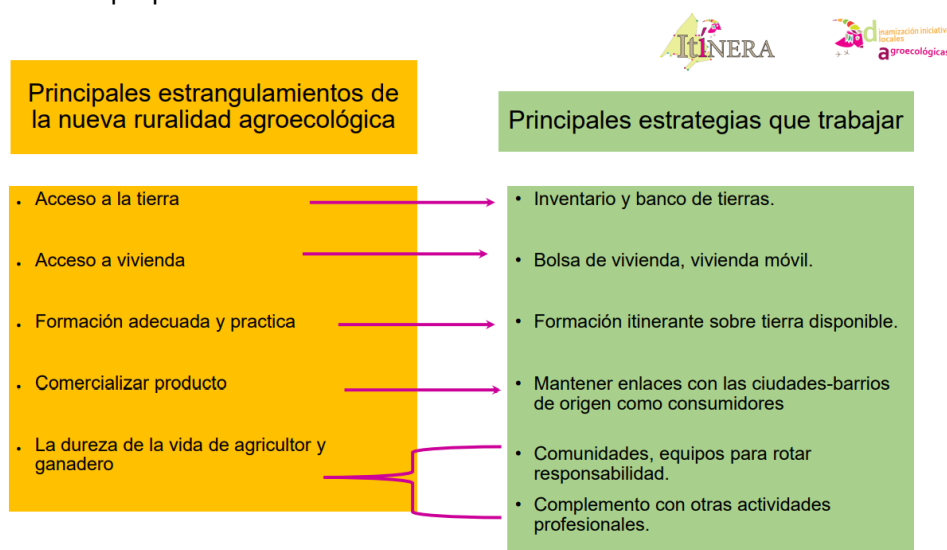 ITÍNERA
dinamización iniciativ
locales
agroecológicas
Principales estrangulamientos de
la nueva ruralidad agroecológica
Principales estrategias que trabajar
• Acceso a la tierra
• Inventario y banco de tierras.
• Acceso a vivienda
• Bolsa de vivienda, vivienda móvil.
• Formación adecuada y practica
• Formación itinerante sobre tierra disponible.
• Comercializar producto
• Mantener enlaces con las ciudades-barrios
de origen como consumidores
• La dureza de la vida de agricultor y
ganadero
• Comunidades, equipos para rotar
responsabilidad.
• Complemento con otras actividades
profesionales.